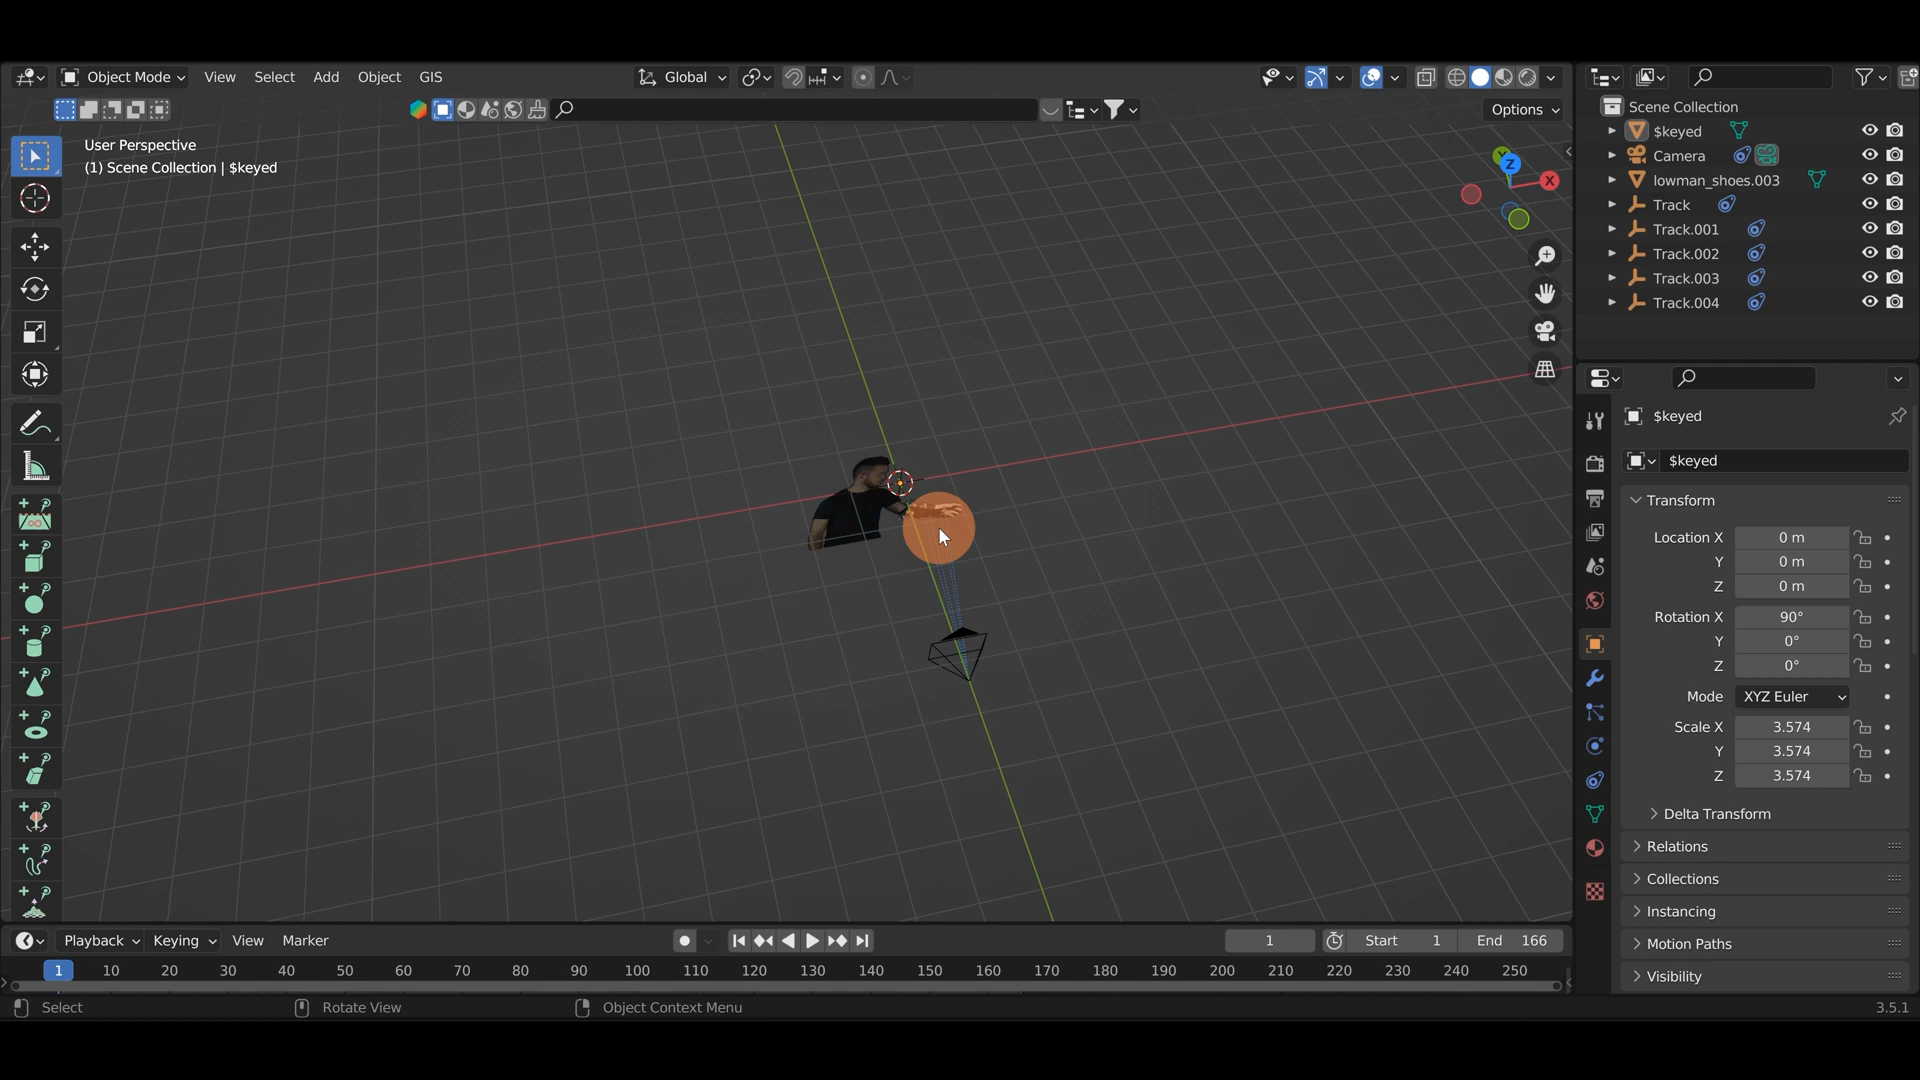 Object Mode View Select Add Object GIS Global
Options
User Perspective
(1) Scene Collection | $keyed
Z
X
Y
Scene Collection
$keyed
Camera
lowman_shoes.003
Track
Track.001
Track.002
Track.003
Track.004
$keyed
$keyed
Transform
Location X 0 m
Y 0 m
Z 0 m
Rotation X 90°
Y 0°
Z 0°
Mode XYZ Euler
Scale X 3.574
Y 3.574
Z 3.574
Delta Transform
Relations
Collections
Instancing
Motion Paths
Visibility
Playback Keying View Marker 1 Start 1 End 166
1 10 20 30 40 50 60 70 80 90 100 110 120 130 140 150 160 170 180 190 200 210 220 230 240 250
Select Rotate View Object Context Menu 3.5.1